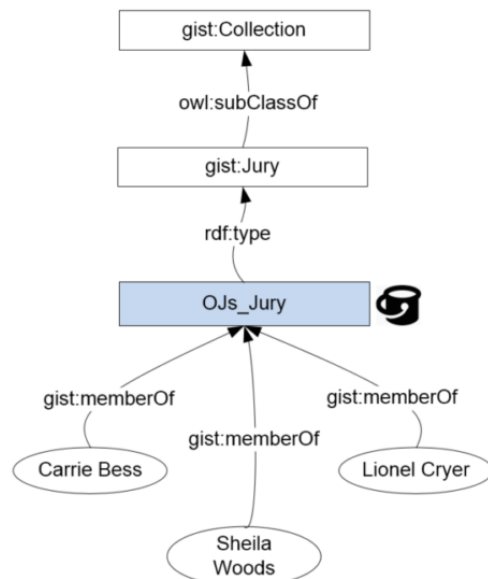 gist:Collection
owl:subClassOf
gist:Jury
rdf:type
OJs_Jury
gist:memberOf
gist:memberOf
gist:memberOf
Carrie Bess
Lionel Cryer
Sheila
Woods